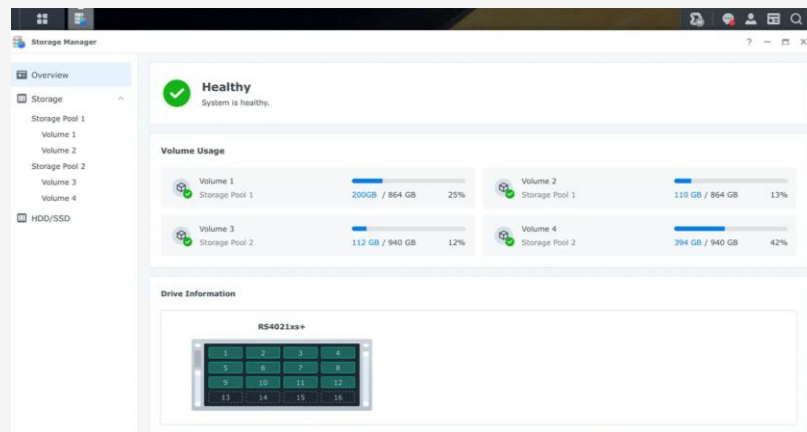 Storage Manager
?
Overview
Storage
Storage Pool 1
Volume 1
Volume 2
Storage Pool 2
Volume 3
Volume 4
HDD/SSD
Healthy
System is healthy.
Volume Usage
Volume 1
Storage Pool 1
200GB / 864 GB 25%
Volume 2
Storage Pool 1
110 GB / 864 GB 13%
Volume 3
Storage Pool 2
112 GB / 940 GB 12%
Volume 4
Storage Pool 2
394 GB / 940 GB 42%
Drive Information
RS4021xs+
1 2 3 4
5 6 7 8
9 10 11 12
13 14 15 16